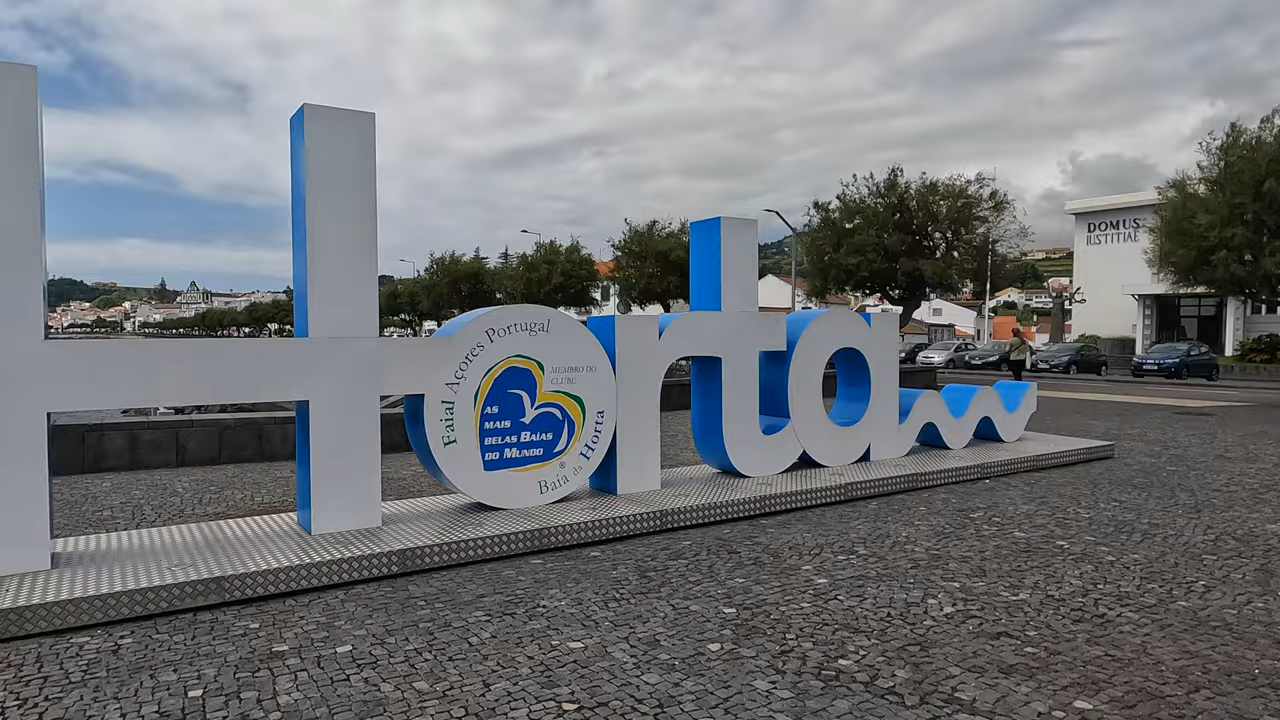 Horta
Faial Açores Portugal
MEMBRO DO
CLUBE
AS
MAIS
BELAS BAÍAS
DO MUNDO
®
Baía da Horta
DOMUS
IUSTITIAE